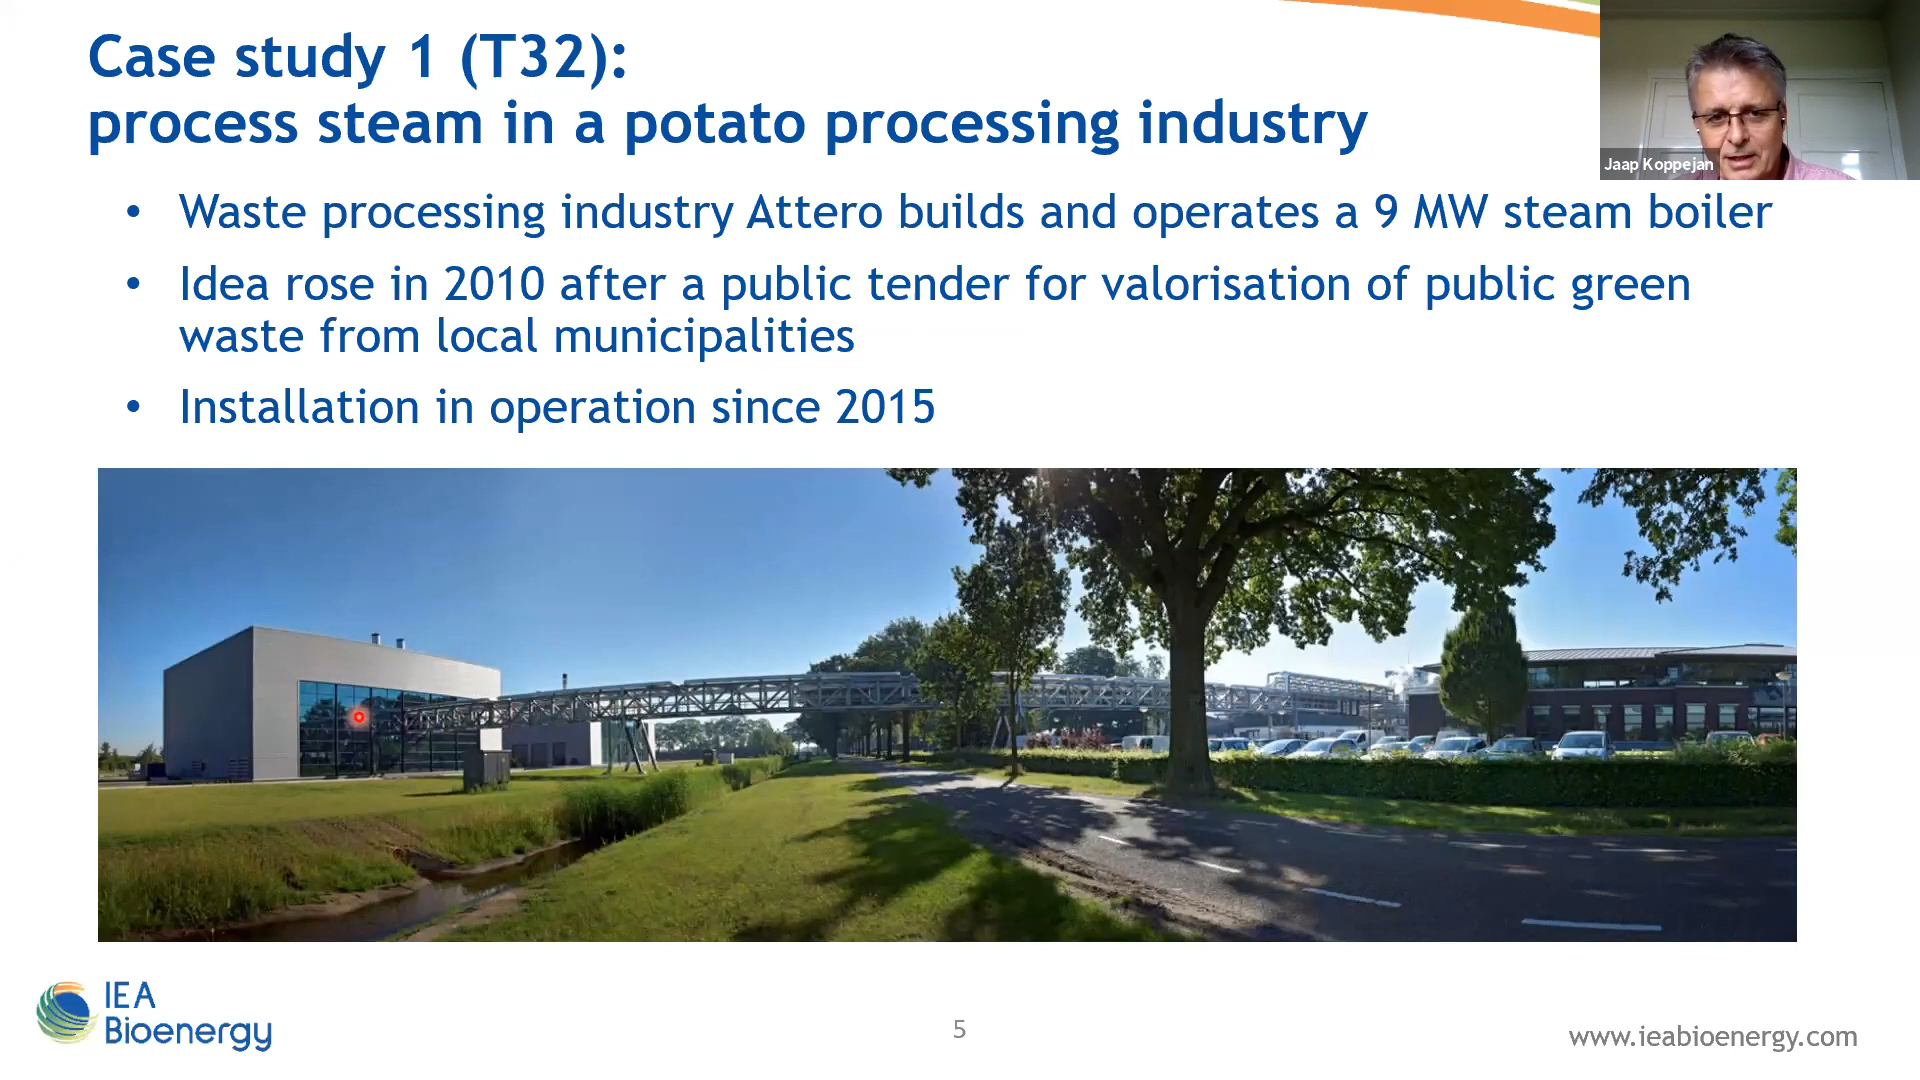 Case study 1 (T32):
process steam in a potato processing industry
Jaap Koppejan
• Waste processing industry Attero builds and operates a 9 MW steam boiler
• Idea rose in 2010 after a public tender for valorisation of public green
waste from local municipalities
• Installation in operation since 2015
IEA
Bioenergy
5
www.ieabioenergy.com